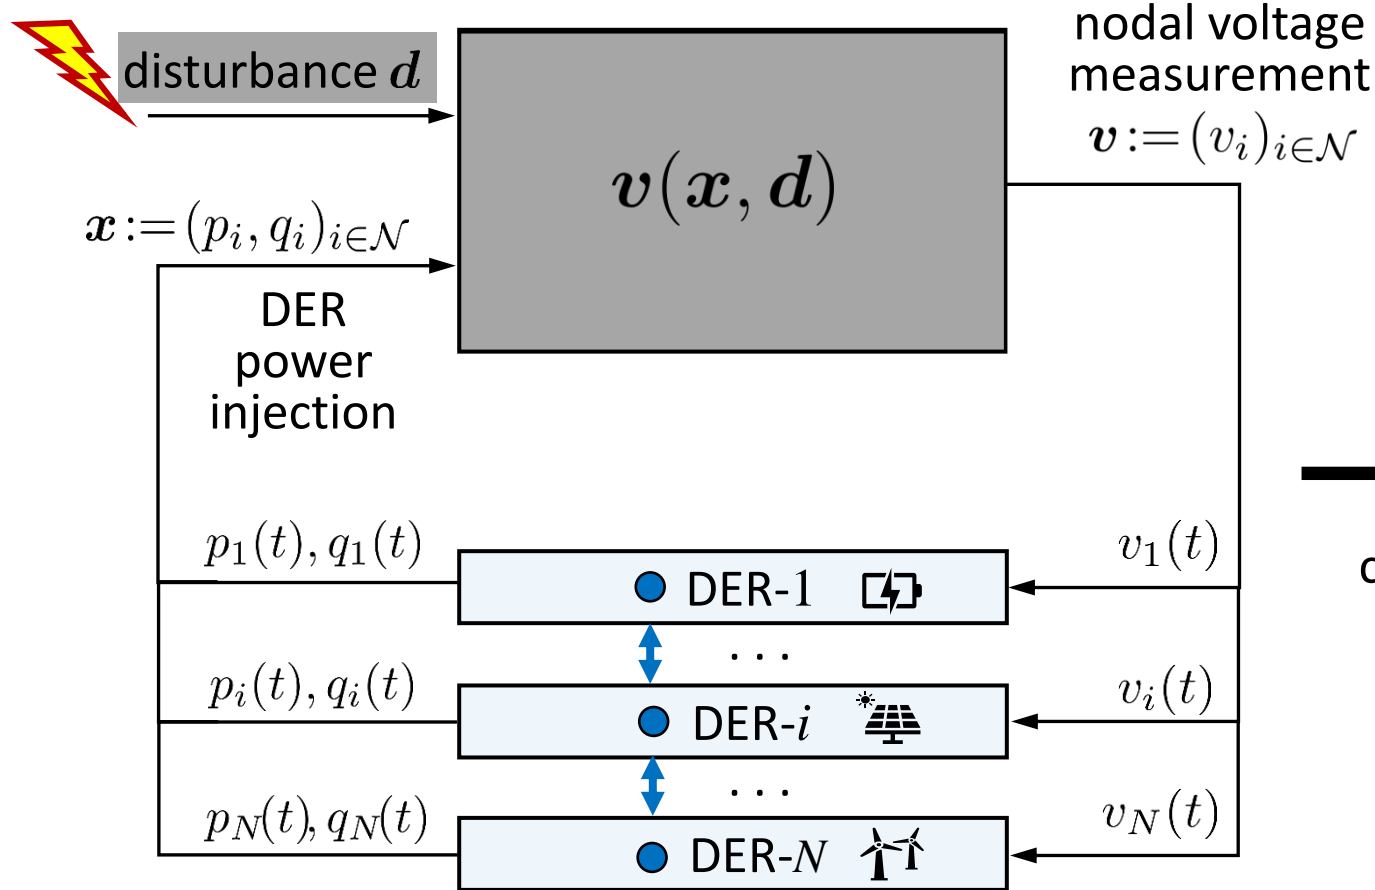 disturbance d
nodal voltage
measurement
v := (v_i)_{i∈𝒩}
v(x, d)
x := (p_i, q_i)_{i∈𝒩}
DER
power
injection
p_1(t), q_1(t)
DER-1
v_1(t)
. . .
p_i(t), q_i(t)
DER-i
v_i(t)
. . .
p_N(t), q_N(t)
DER-N
v_N(t)